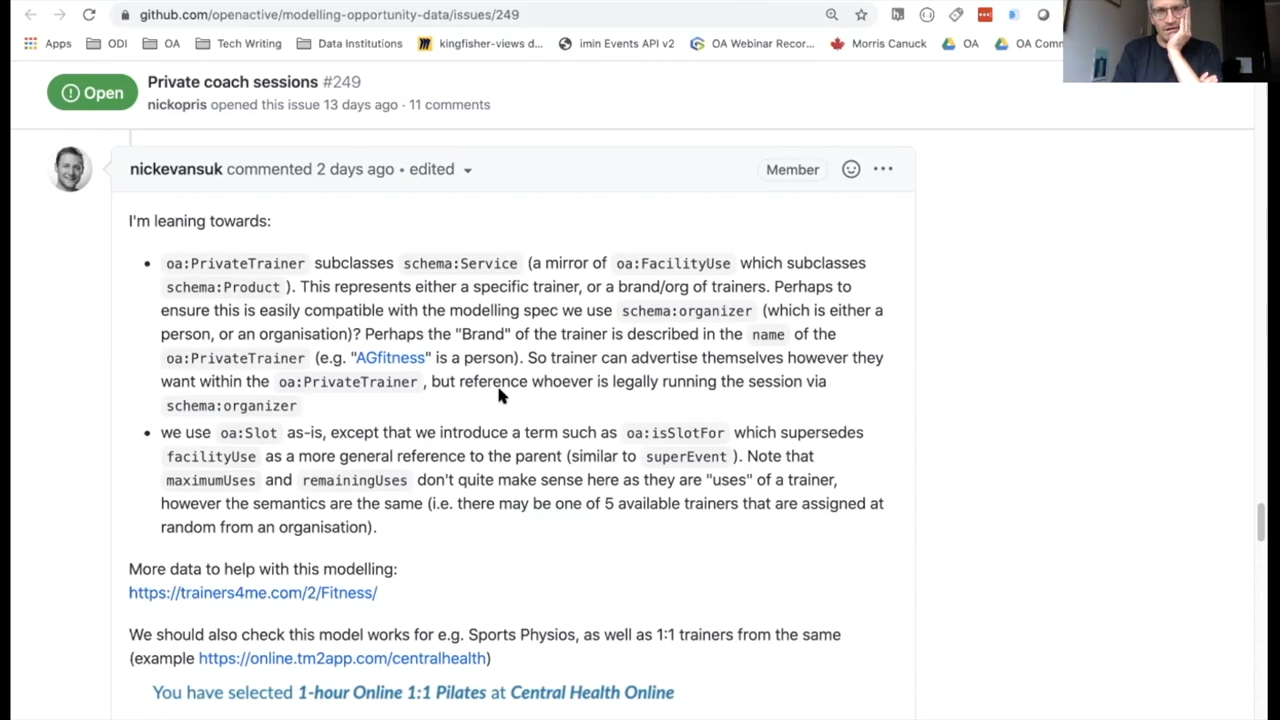 github.com/openactive/modelling-opportunity-data/issues/249
Apps ODI OA Tech Writing Data Institutions kingfisher-views d... imin Events API v2 OA Webinar Recor... Morris Canuck OA OA Comm
Open
Private coach sessions #249
nickopris opened this issue 13 days ago · 11 comments
nickevansuk commented 2 days ago • edited
Member
I'm leaning towards:
• oa:PrivateTrainer subclasses schema:Service (a mirror of oa:FacilityUse which subclasses
schema:Product ). This represents either a specific trainer, or a brand/org of trainers. Perhaps to
ensure this is easily compatible with the modelling spec we use schema:organizer (which is either a
person, or an organisation)? Perhaps the "Brand" of the trainer is described in the name of the
oa:PrivateTrainer (e.g. "AGfitness" is a person). So trainer can advertise themselves however they
want within the oa:PrivateTrainer , but reference whoever is legally running the session via
schema:organizer
• we use oa:Slot as-is, except that we introduce a term such as oa:isSlotFor which supersedes
facilityUse as a more general reference to the parent (similar to superEvent ). Note that
maximumUses and remainingUses don't quite make sense here as they are "uses" of a trainer,
however the semantics are the same (i.e. there may be one of 5 available trainers that are assigned at
random from an organisation).
More data to help with this modelling:
https://trainers4me.com/2/Fitness/
We should also check this model works for e.g. Sports Physios, as well as 1:1 trainers from the same
(example https://online.tm2app.com/centralhealth)
You have selected 1-hour Online 1:1 Pilates at Central Health Online